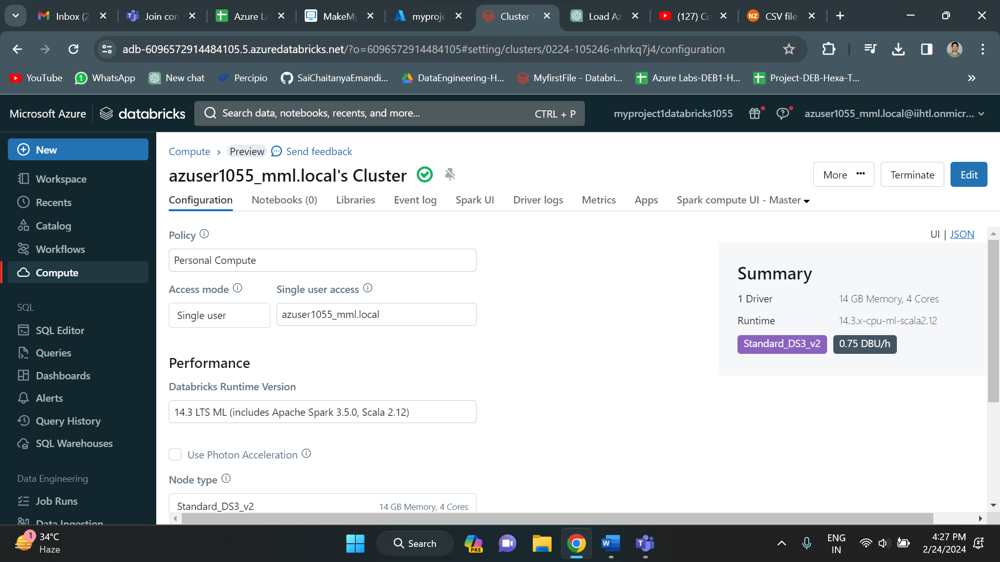 Inbox (2
Join con
Azure La
MakeMy
myproje
Cluster
Load Az
(127) Co
CSV files
adb-6096572914484105.5.azuredatabricks.net/?o=6096572914484105#setting/clusters/0224-105246-nhrkq7j4/configuration
YouTube
WhatsApp
New chat
Percipio
SaiChaitanyaEmandi...
DataEngineering-H...
MyfirstFile - Databri...
Azure Labs-DEB1-H...
Project-DEB-Hexa-T...
Microsoft Azure
databricks
Search data, notebooks, recents, and more...
CTRL + P
myproject1databricks1055
azuser1055_mml.local@iihtl.onmicr...
New
Workspace
Recents
Catalog
Workflows
Compute
SQL
SQL Editor
Queries
Dashboards
Alerts
Query History
SQL Warehouses
Data Engineering
Job Runs
Data Ingestion
Compute
Preview
Send feedback
azuser1055_mml.local's Cluster
More
Terminate
Edit
Configuration
Notebooks (0)
Libraries
Event log
Spark UI
Driver logs
Metrics
Apps
Spark compute UI - Master
Policy
Personal Compute
Access mode
Single user access
Single user
azuser1055_mml.local
Performance
Databricks Runtime Version
14.3 LTS ML (includes Apache Spark 3.5.0, Scala 2.12)
Use Photon Acceleration
Node type
Standard_DS3_v2
14 GB Memory, 4 Cores
UI | JSON
Summary
1 Driver
14 GB Memory, 4 Cores
Runtime
14.3.x-cpu-ml-scala2.12
Standard_DS3_v2
0.75 DBU/h
1
34°C
Haze
Search
PRE
ENG
IN
4:27 PM
2/24/2024